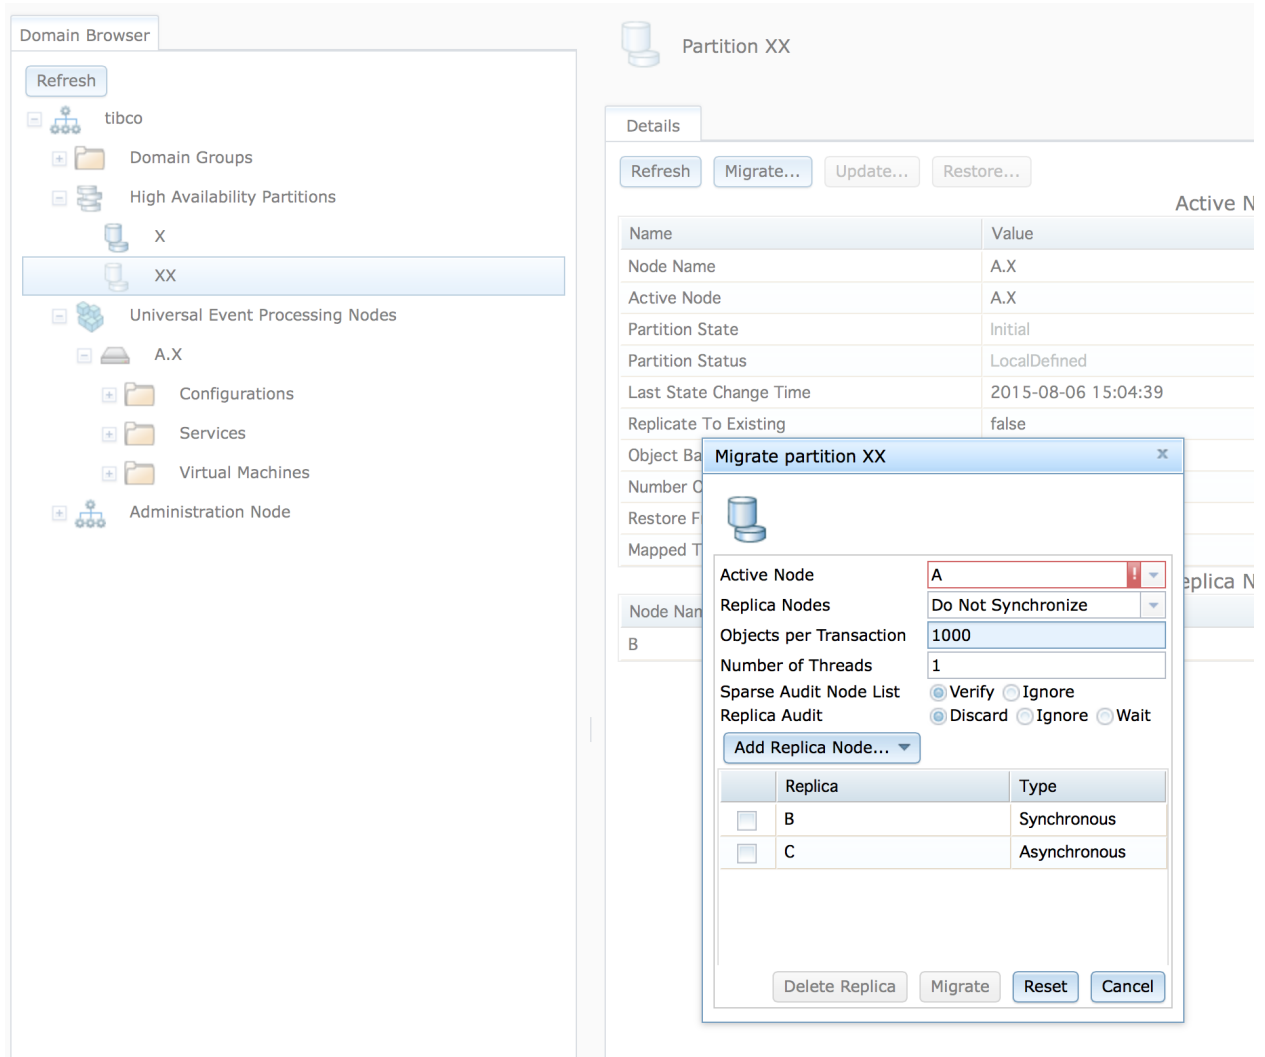 Domain Browser
Refresh
tibco
Domain Groups
High Availability Partitions
X
XX
Universal Event Processing Nodes
A.X
Configurations
Services
Virtual Machines
Administration Node
Partition XX
Details
Refresh Migrate... Update... Restore...
Active N
Name Value
Node Name A.X
Active Node A.X
Partition State Initial
Partition Status LocalDefined
Last State Change Time 2015-08-06 15:04:39
Replicate To Existing false
Object Ba
Number O
Restore F
Mapped T
eplica N
Node Nan
B
Migrate partition XX x
Active Node A !
Replica Nodes Do Not Synchronize
Objects per Transaction 1000
Number of Threads 1
Sparse Audit Node List Verify Ignore
Replica Audit Discard Ignore Wait
Add Replica Node...
Replica Type
B Synchronous
C Asynchronous
Delete Replica Migrate Reset Cancel